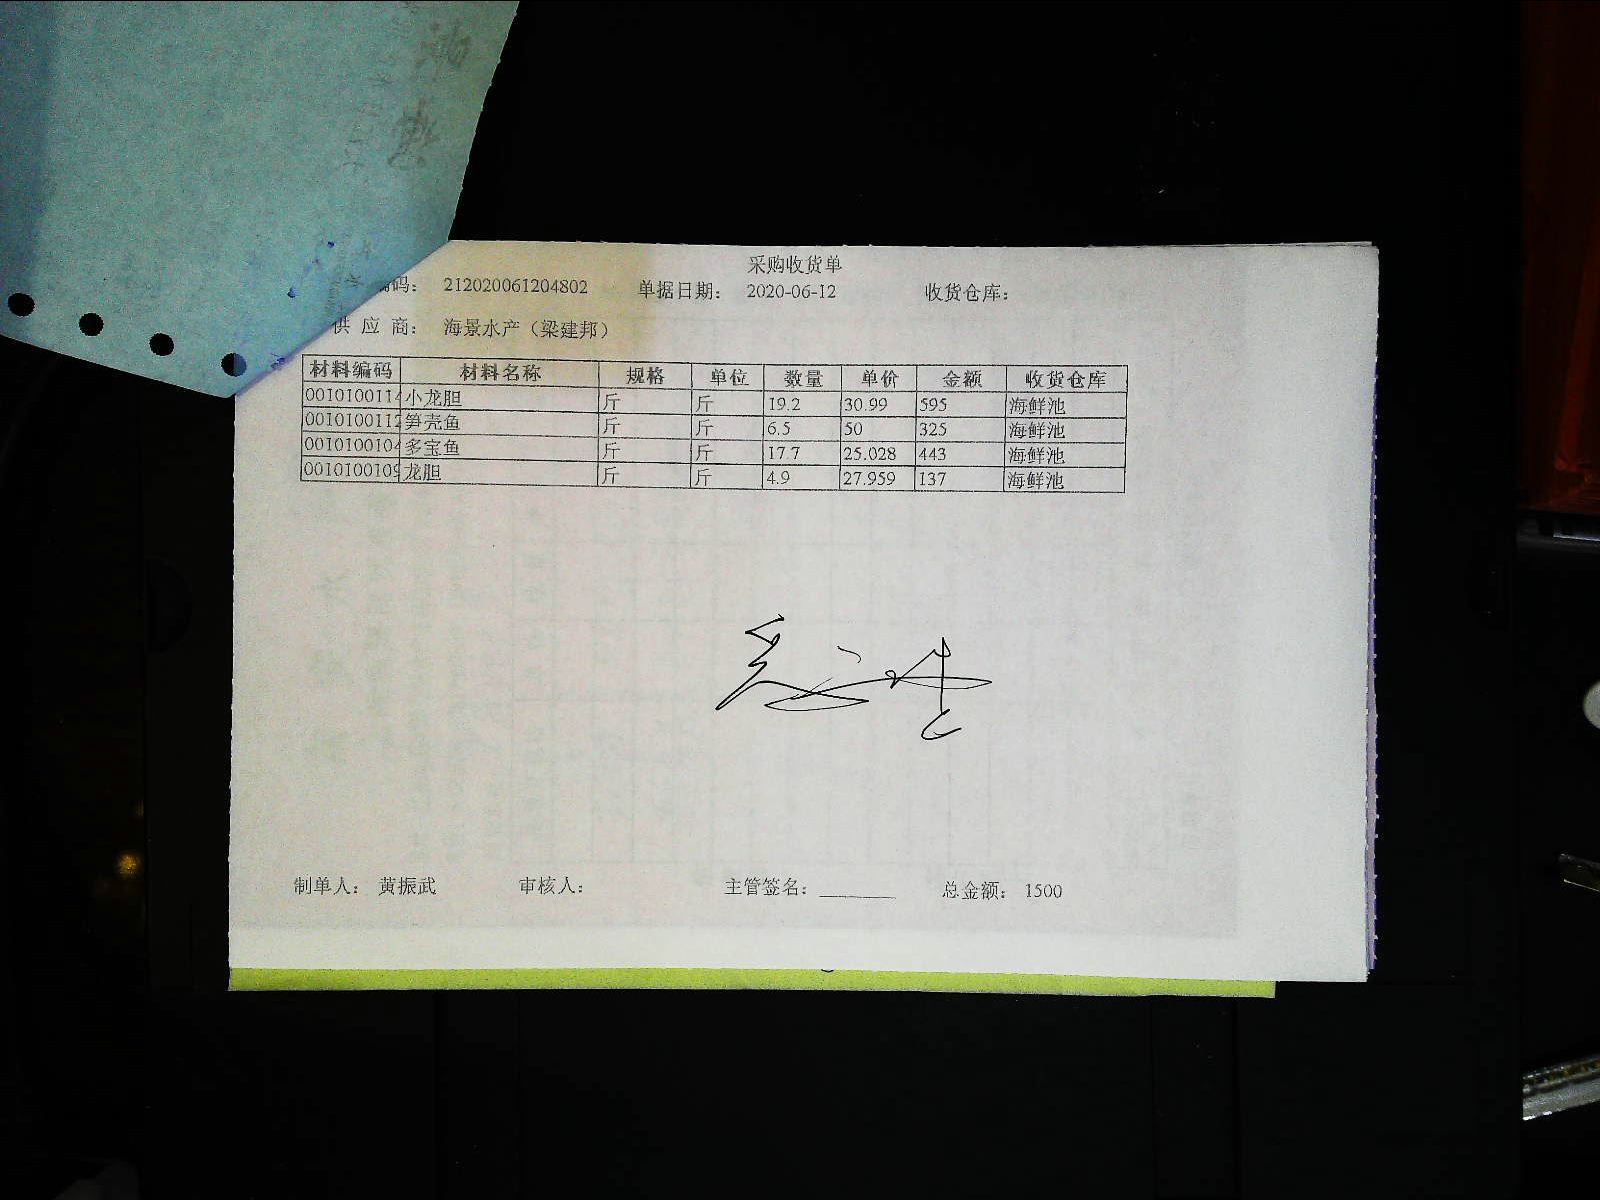 采购收货单
编码： 212020061204802 单据日期： 2020-06-12 收货仓库：
供 应 商： 海景水产（梁建邦）
材料编码 材料名称 规格 单位 数量 单价 金额 收货仓库
0010100114 小龙胆 斤 斤 19.2 30.99 595 海鲜池
0010100112 笋壳鱼 斤 斤 6.5 50 325 海鲜池
0010100104 多宝鱼 斤 斤 17.7 25.028 443 海鲜池
0010100109 龙胆 斤 斤 4.9 27.959 137 海鲜池
制单人： 黄振武 审核人： 主管签名： 总金额： 1500